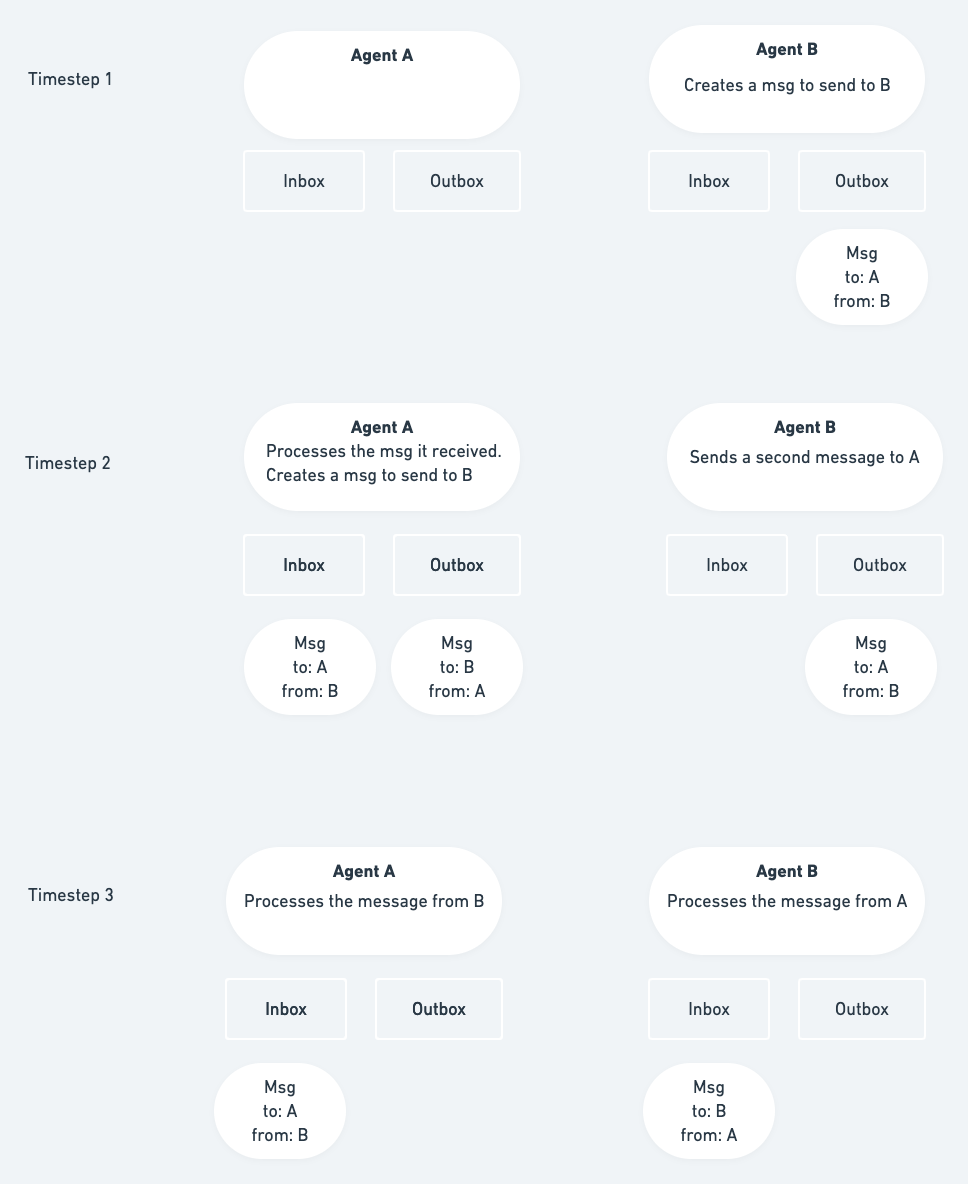 Timestep 1
Agent A
Inbox
Outbox
Agent B
Creates a msg to send to B
Inbox
Outbox
Msg
to: A
from: B
Timestep 2
Agent A
Processes the msg it received.
Creates a msg to send to B
Inbox
Outbox
Msg
to: A
from: B
Msg
to: B
from: A
Agent B
Sends a second message to A
Inbox
Outbox
Msg
to: A
from: B
Timestep 3
Agent A
Processes the message from B
Inbox
Outbox
Msg
to: A
from: B
Agent B
Processes the message from A
Inbox
Outbox
Msg
to: B
from: A